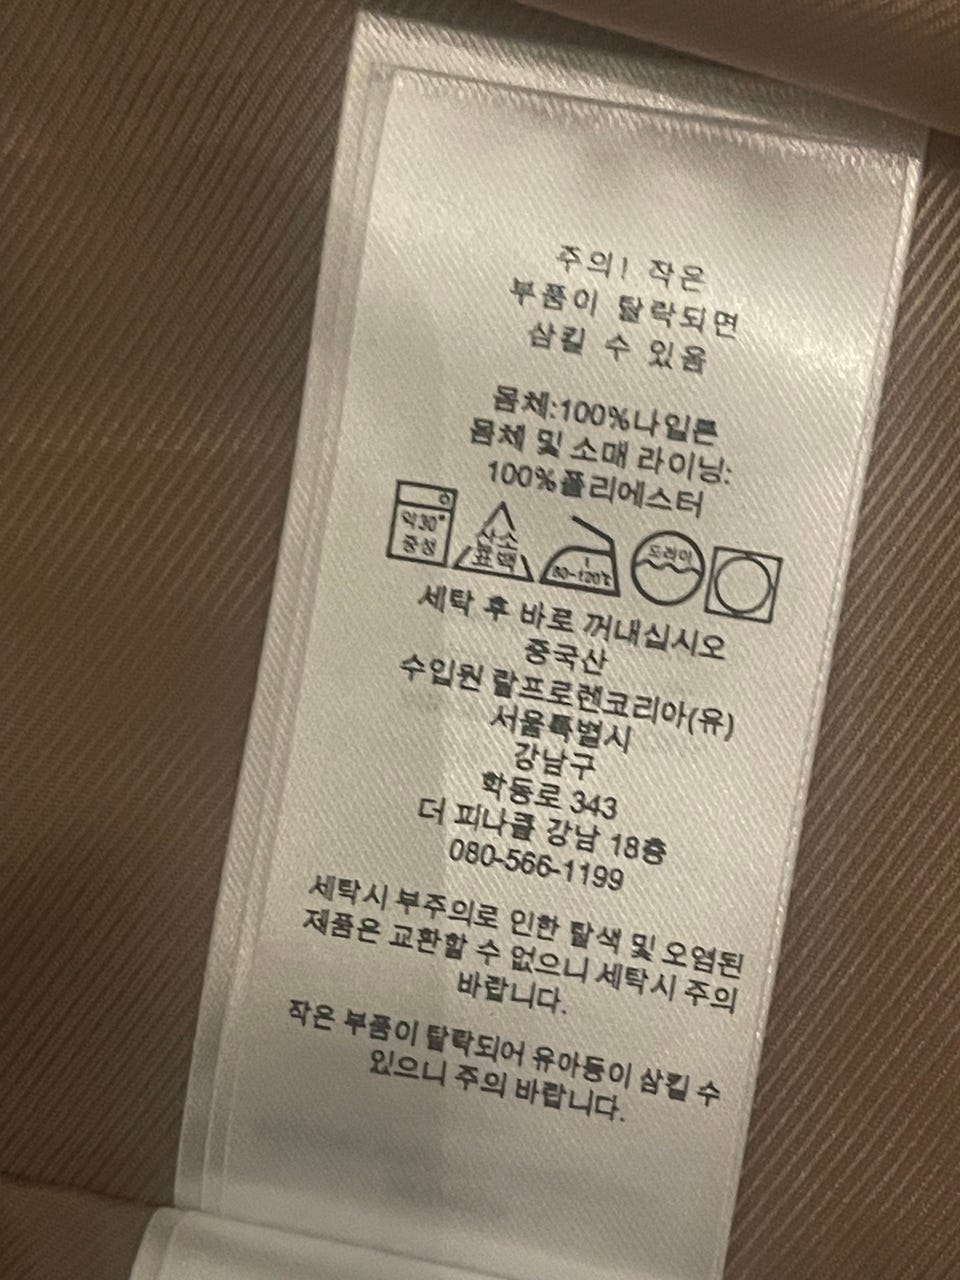 주의! 작은
부품이 탈락되면
삼킬 수 있음
몸체:100%나일론
몸체 및 소매 라이닝:
100%폴리에스터
약30°
중성
산소
표백
80~120℃
드라이
세탁 후 바로 꺼내십시오
중국산
수입원 랄프로렌코리아(유)
서울특별시
강남구
학동로 343
더 피나클 강남 18층
080-566-1199
세탁시 부주의로 인한 탈색 및 오염된
제품은 교환할 수 없으니 세탁시 주의
바랍니다.
작은 부품이 탈락되어 유아등이 삼킬 수
있으니 주의 바랍니다.